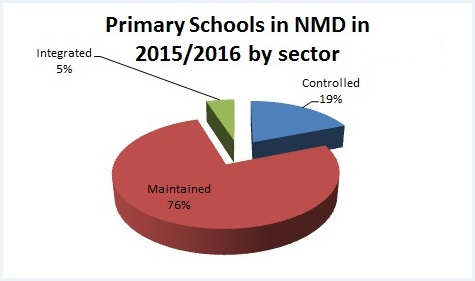 Primary Schools in NMD in
2015/2016 by sector
Integrated
5%
Controlled
19%
Maintained
76%